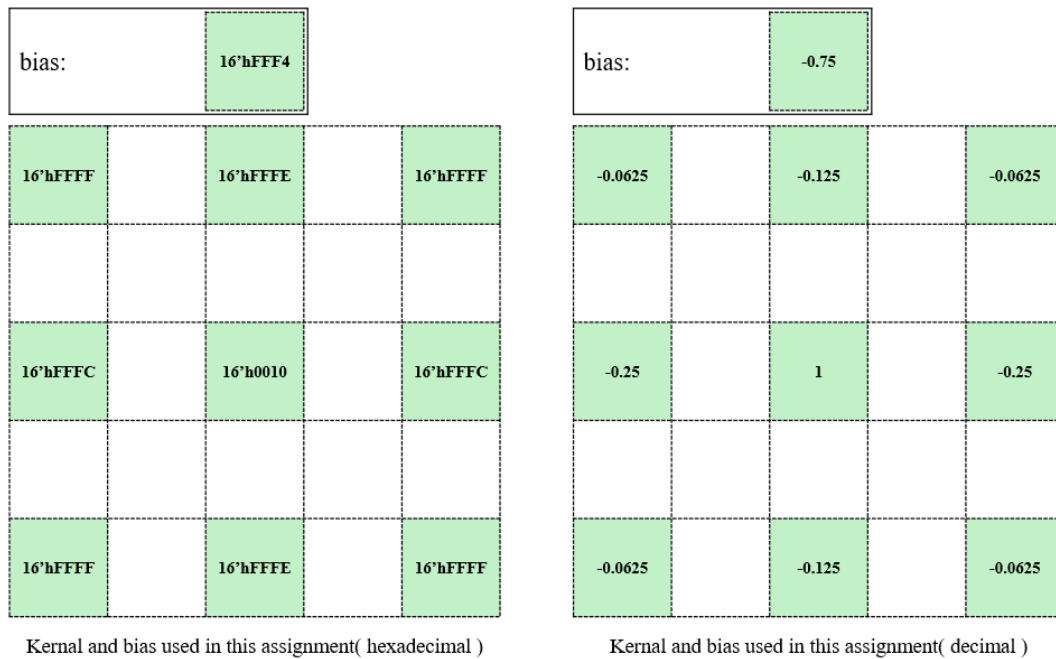 bias: 16’hFFF4
bias: -0.75
16’hFFFF 16’hFFFE 16’hFFFF
-0.0625 -0.125 -0.0625
16’hFFFC 16’h0010 16’hFFFC
-0.25 1 -0.25
16’hFFFF 16’hFFFE 16’hFFFF
-0.0625 -0.125 -0.0625
Kernal and bias used in this assignment( hexadecimal )
Kernal and bias used in this assignment( decimal )